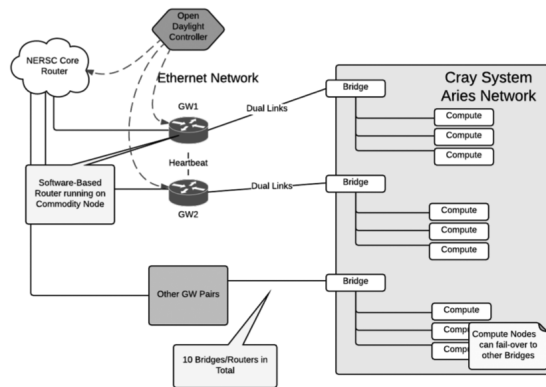 Open
Daylight
Controller
NERSC Core
Router
Ethernet Network
GW1
Dual Links
Heartbeat
Software-Based
Router running on
Commodity Node
GW2
Dual Links
Other GW Pairs
10 Bridges/Routers in
Total
Cray System
Aries Network
Bridge
Compute
Compute
Compute
Bridge
Compute
Compute
Compute
Bridge
Compute
Comp
Comp
Compute Nodes
can fail-over to
other Bridges